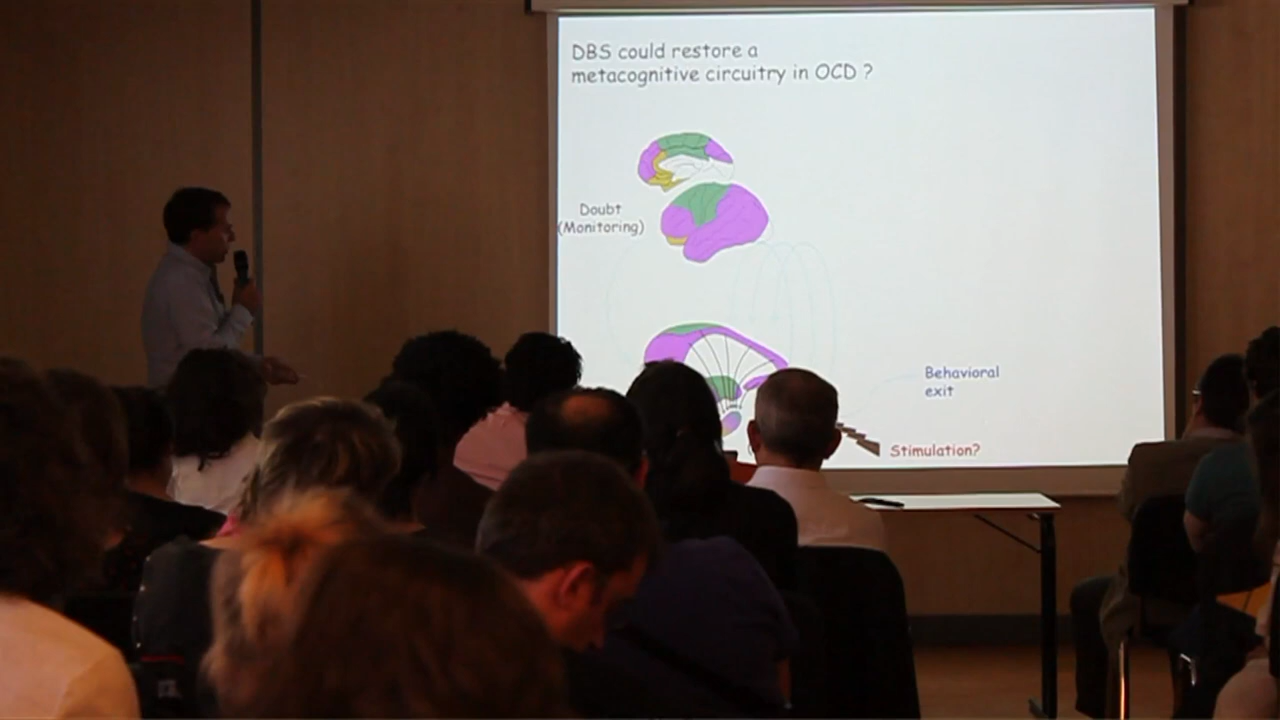 DBS could restore a
metacognitive circuitry in OCD ?
Doubt
(Monitoring)
Behavioral
exit
Stimulation?